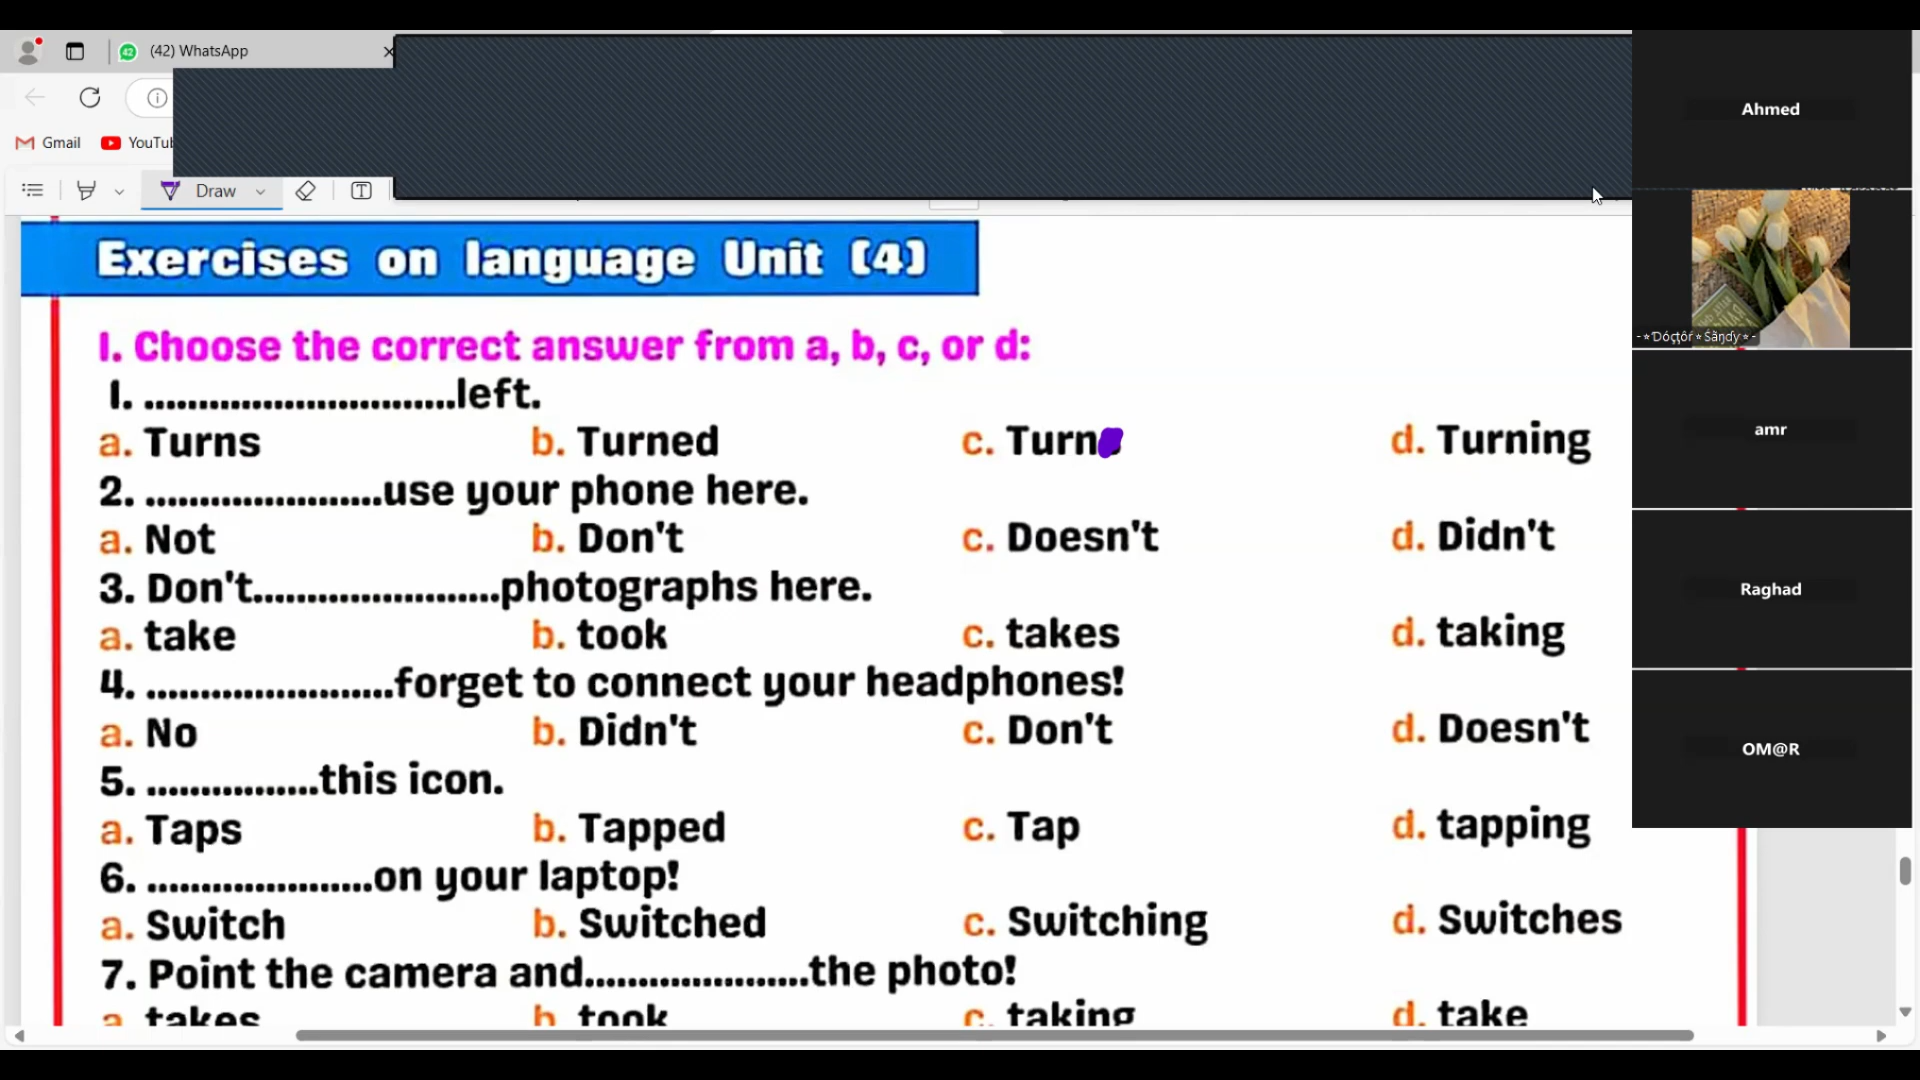 (42) WhatsApp
Gmail YouTub
Draw
Exercises on language Unit (4)
I. Choose the correct answer from a, b, c, or d:
1. .............................left.
a. Turns b. Turned c. Turn d. Turning
2. ......................use your phone here.
a. Not b. Don't c. Doesn't d. Didn't
3. Don't.......................photographs here.
a. take b. took c. takes d. taking
4. .......................forget to connect your headphones!
a. No b. Didn't c. Don't d. Doesn't
5. ................this icon.
a. Taps b. Tapped c. Tap d. tapping
6. .....................on your laptop!
a. Switch b. Switched c. Switching d. Switches
7. Point the camera and.....................the photo!
a. takes b. took c. taking d. take
Ahmed
amr
Raghad
OM@R